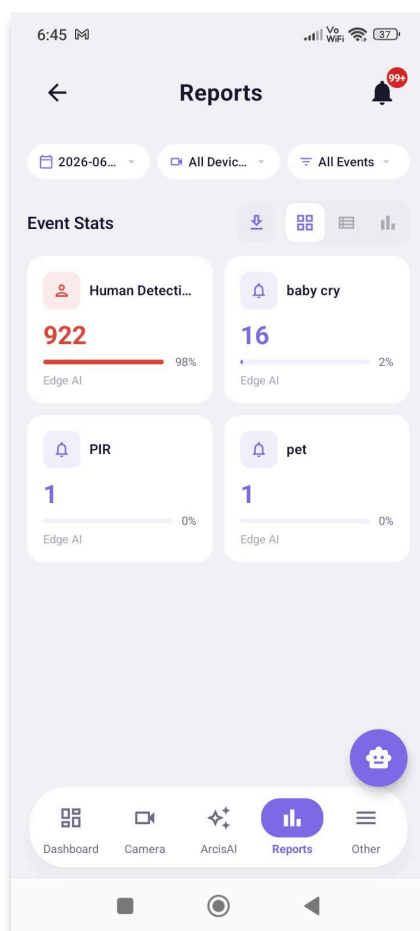 6:45
Vo
WiFi
37
Reports
99+
2026-06...
All Devic...
All Events
Event Stats
Human Detecti...
922
98%
Edge AI
baby cry
16
2%
Edge AI
PIR
1
0%
Edge AI
pet
1
0%
Edge AI
Dashboard
Camera
ArcisAI
Reports
Other